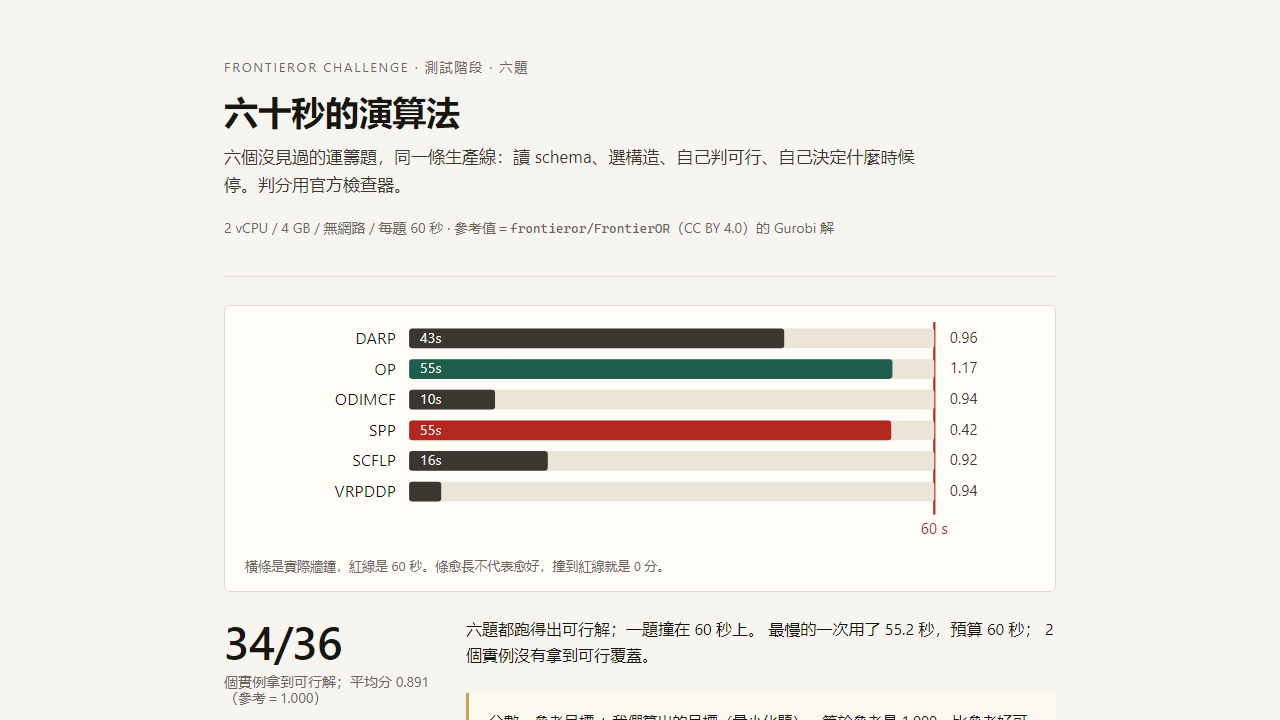 FRONTIEROR CHALLENGE · 測試階段 · 六題
六十秒的演算法
六個沒見過的運籌題，同一條生產線：讀 schema、選構造、自己判可行、自己決定什麼時候
停。判分用官方檢查器。
2 vCPU / 4 GB / 無網路 / 每題 60 秒 · 參考值 = frontieror/FrontierOR（CC BY 4.0）的 Gurobi 解
DARP 43s 0.96
OP 55s 1.17
ODIMCF 10s 0.94
SPP 55s 0.42
SCFLP 16s 0.92
VRPDDP 0.94
60 s
橫條是實際牆鐘，紅線是 60 秒。條愈長不代表愈好，撞到紅線就是 0 分。
34/36
個實例拿到可行解；平均分 0.891
（參考 = 1.000）
六題都跑得出可行解；一題撞在 60 秒上。 最慢的一次用了 55.2 秒，預算 60 秒； 2
個實例沒有拿到可行覆蓋。